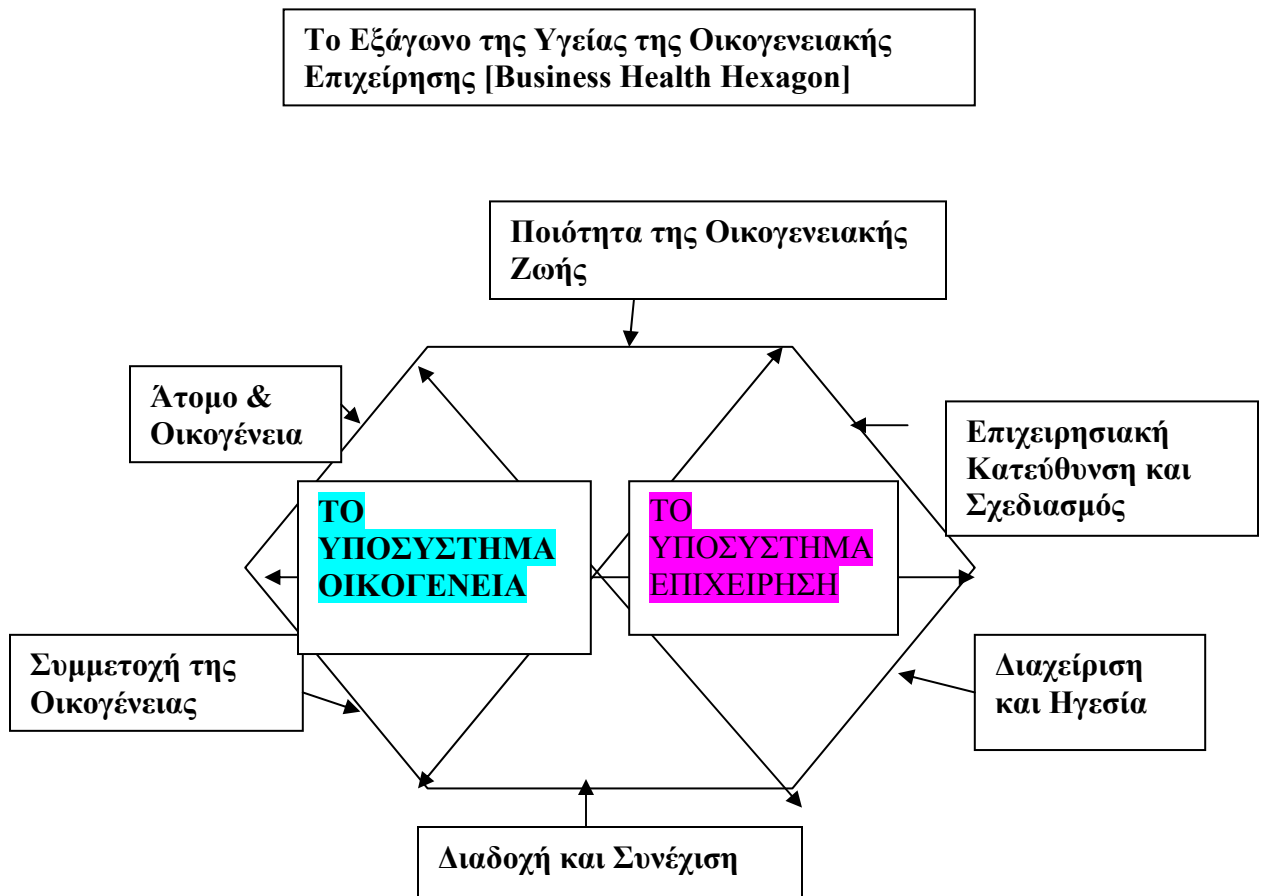 Το Εξάγωνο της Υγείας της Οικογενειακής
Επιχείρησης [Business Health Hexagon]
Ποιότητα της Οικογενειακής
Ζωής
Άτομο &
Οικογένεια
Επιχειρησιακή
Κατεύθυνση και
Σχεδιασμός
ΤΟ
ΥΠΟΣΥΣΤΗΜΑ
ΟΙΚΟΓΕΝΕΙΑ
ΤΟ
ΥΠΟΣΥΣΤΗΜΑ
ΕΠΙΧΕΙΡΗΣΗ
Συμμετοχή της
Οικογένειας
Διαχείριση
και Ηγεσία
Διαδοχή και Συνέχιση